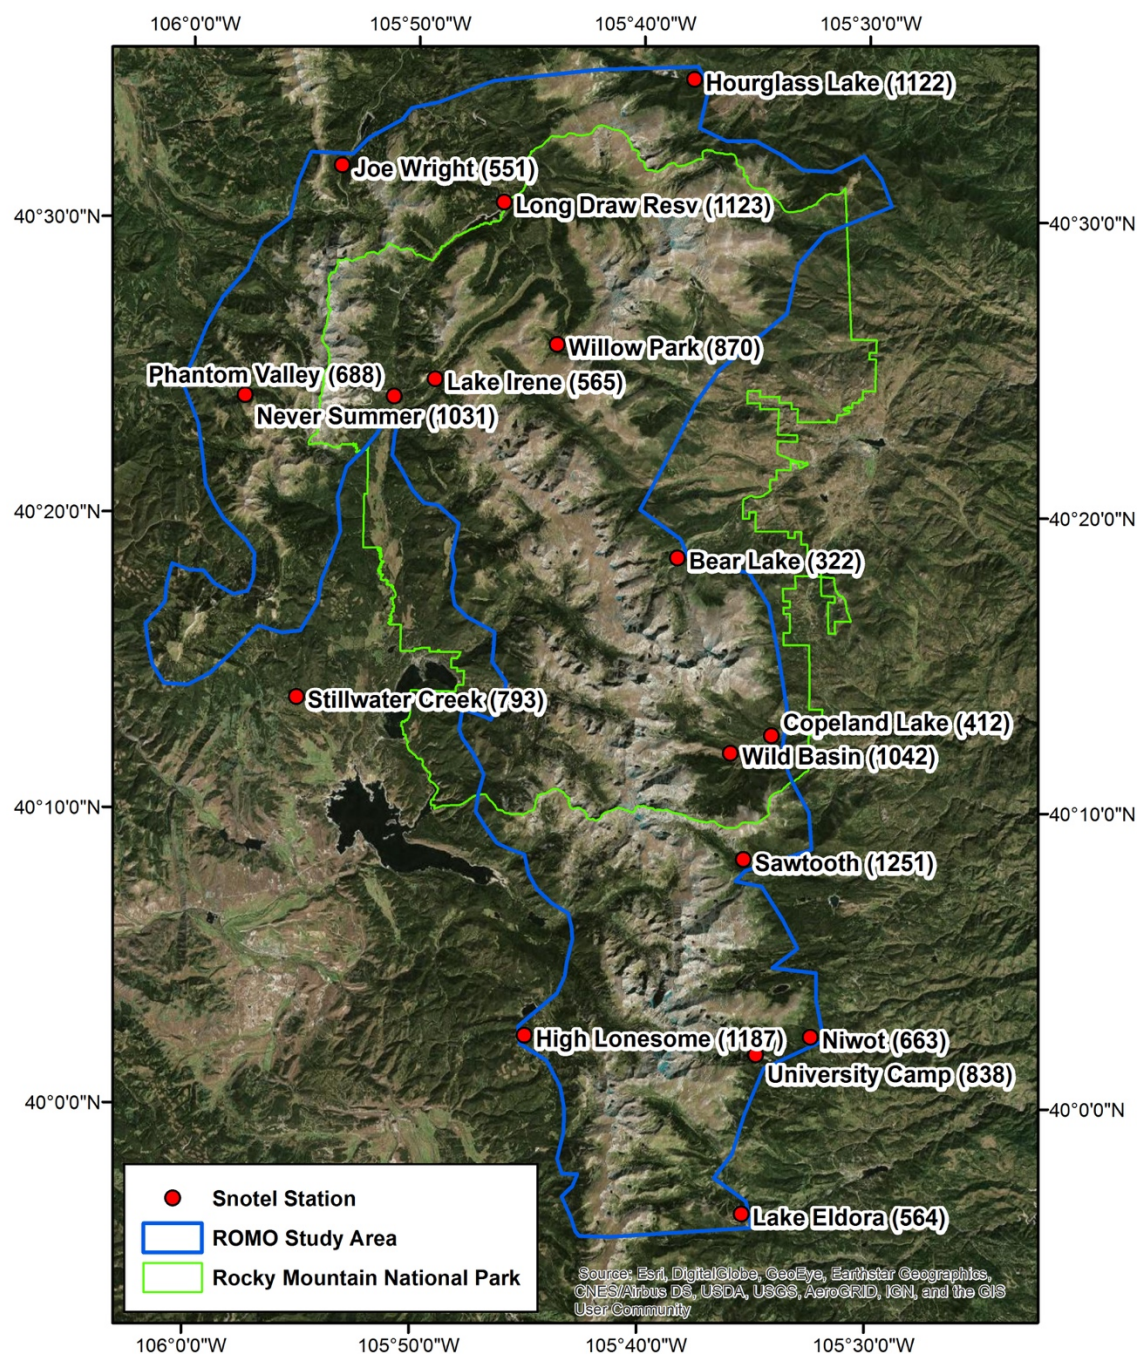 106°0'0"W 105°50'0"W 105°40'0"W 105°30'0"W
Hourglass Lake (1122)
Joe Wright (551)
Long Draw Resv (1123)
40°30'0"N
40°30'0"N
Willow Park (870)
Phantom Valley (688)
Lake Irene (565)
Never Summer (1031)
40°20'0"N
40°20'0"N
Bear Lake (322)
Stillwater Creek (793)
Copeland Lake (412)
Wild Basin (1042)
40°10'0"N
40°10'0"N
Sawtooth (1251)
High Lonesome (1187)
Niwot (663)
University Camp (838)
40°0'0"N
40°0'0"N
Lake Eldora (564)
Snotel Station
ROMO Study Area
Rocky Mountain National Park
Source: Esri, DigitalGlobe, GeoEye, Earthstar Geographics,
CNES/Airbus DS, USDA, USGS, AeroGRID, IGN, and the GIS
User Community
106°0'0"W 105°50'0"W 105°40'0"W 105°30'0"W